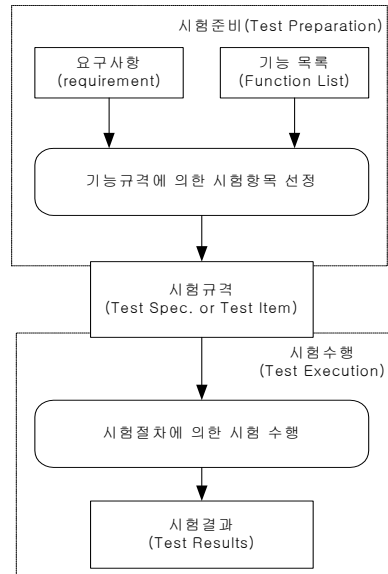 시험준비(Test Preparation)
요구사항
(requirement)
기능 목록
(Function List)
기능규격에 의한 시험항목 선정
시험규격
(Test Spec. or Test Item)
시험수행
(Test Execution)
시험절차에 의한 시험 수행
시험결과
(Test Results)